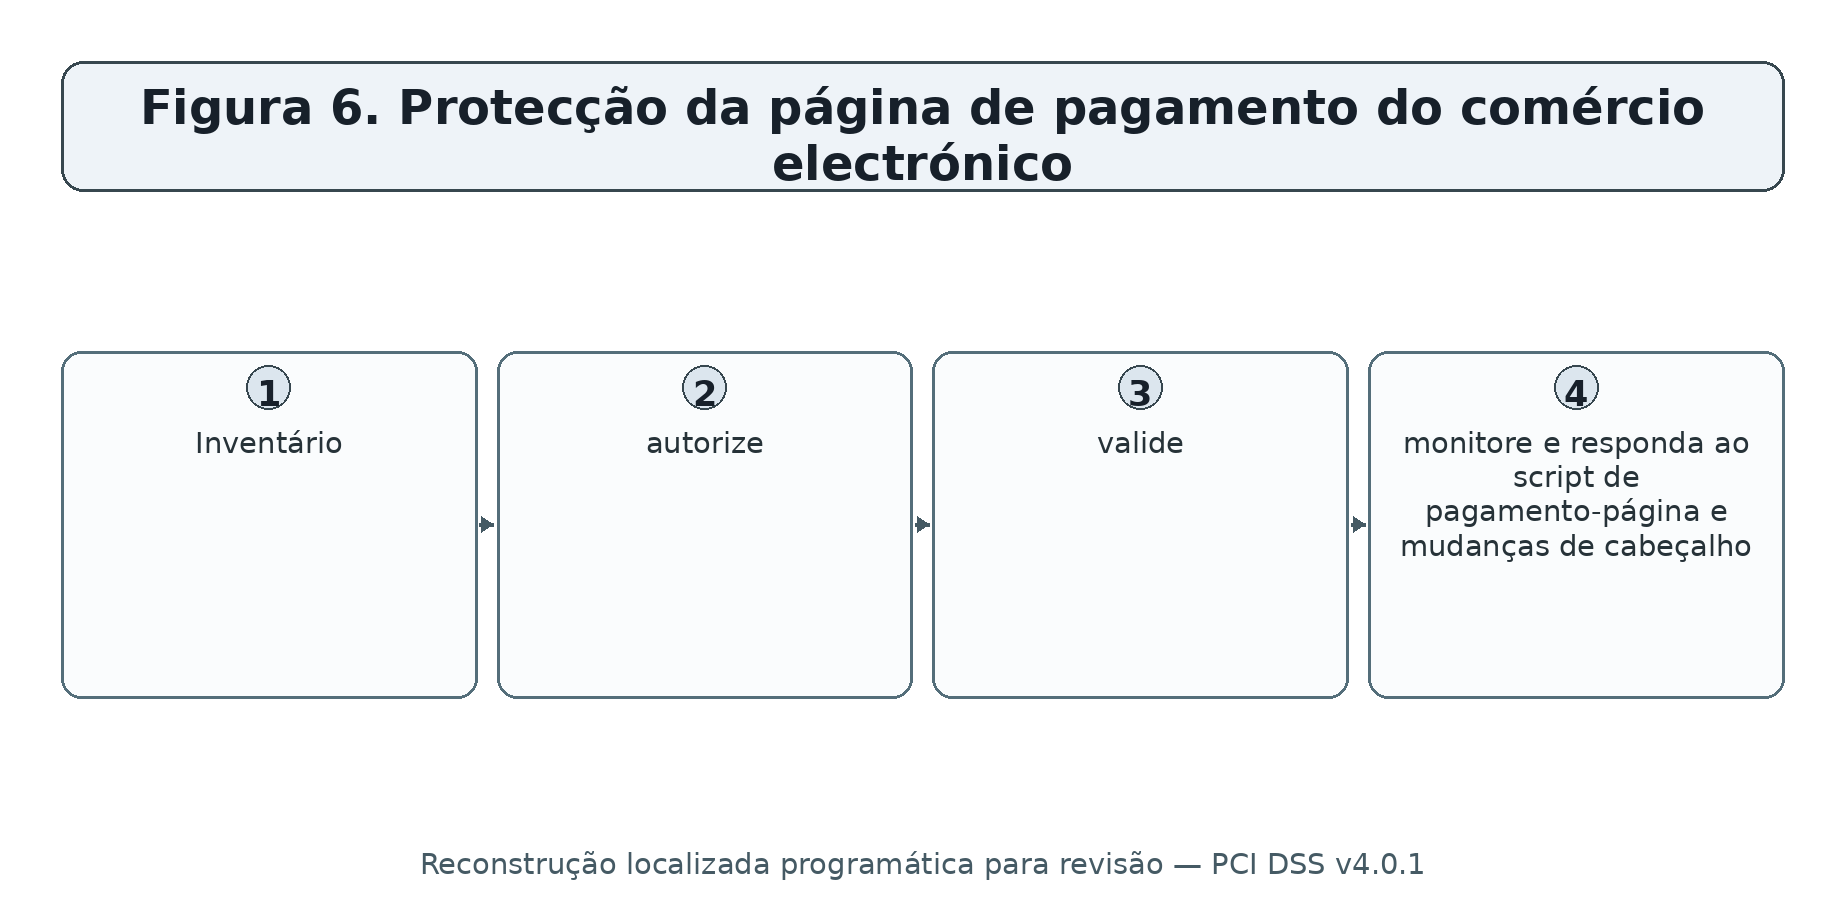 Figura 6. Protecção da página de pagamento do comércio
electrónico
1
Inventário
2
autorize
3
valide
4
monitore e responda ao
script de
pagamento-página e
mudanças de cabeçalho
Reconstrução localizada programática para revisão — PCI DSS v4.0.1